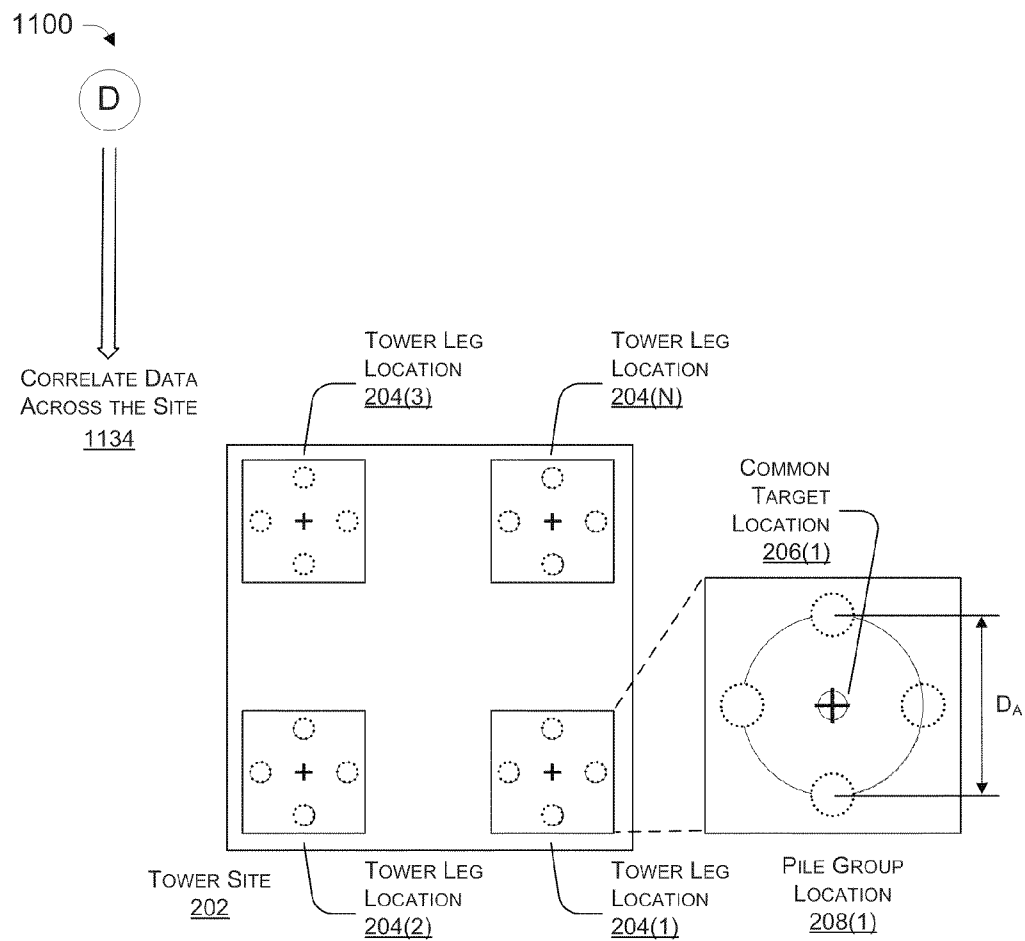 1100
D
TOWER LEG
LOCATION
204(3)
TOWER LEG
LOCATION
204(N)
CORRELATE DATA
ACROSS THE SITE
1134
COMMON
TARGET
LOCATION
206(1)
DA
TOWER SITE
202
TOWER LEG
LOCATION
204(2)
TOWER LEG
LOCATION
204(1)
PILE GROUP
LOCATION
208(1)